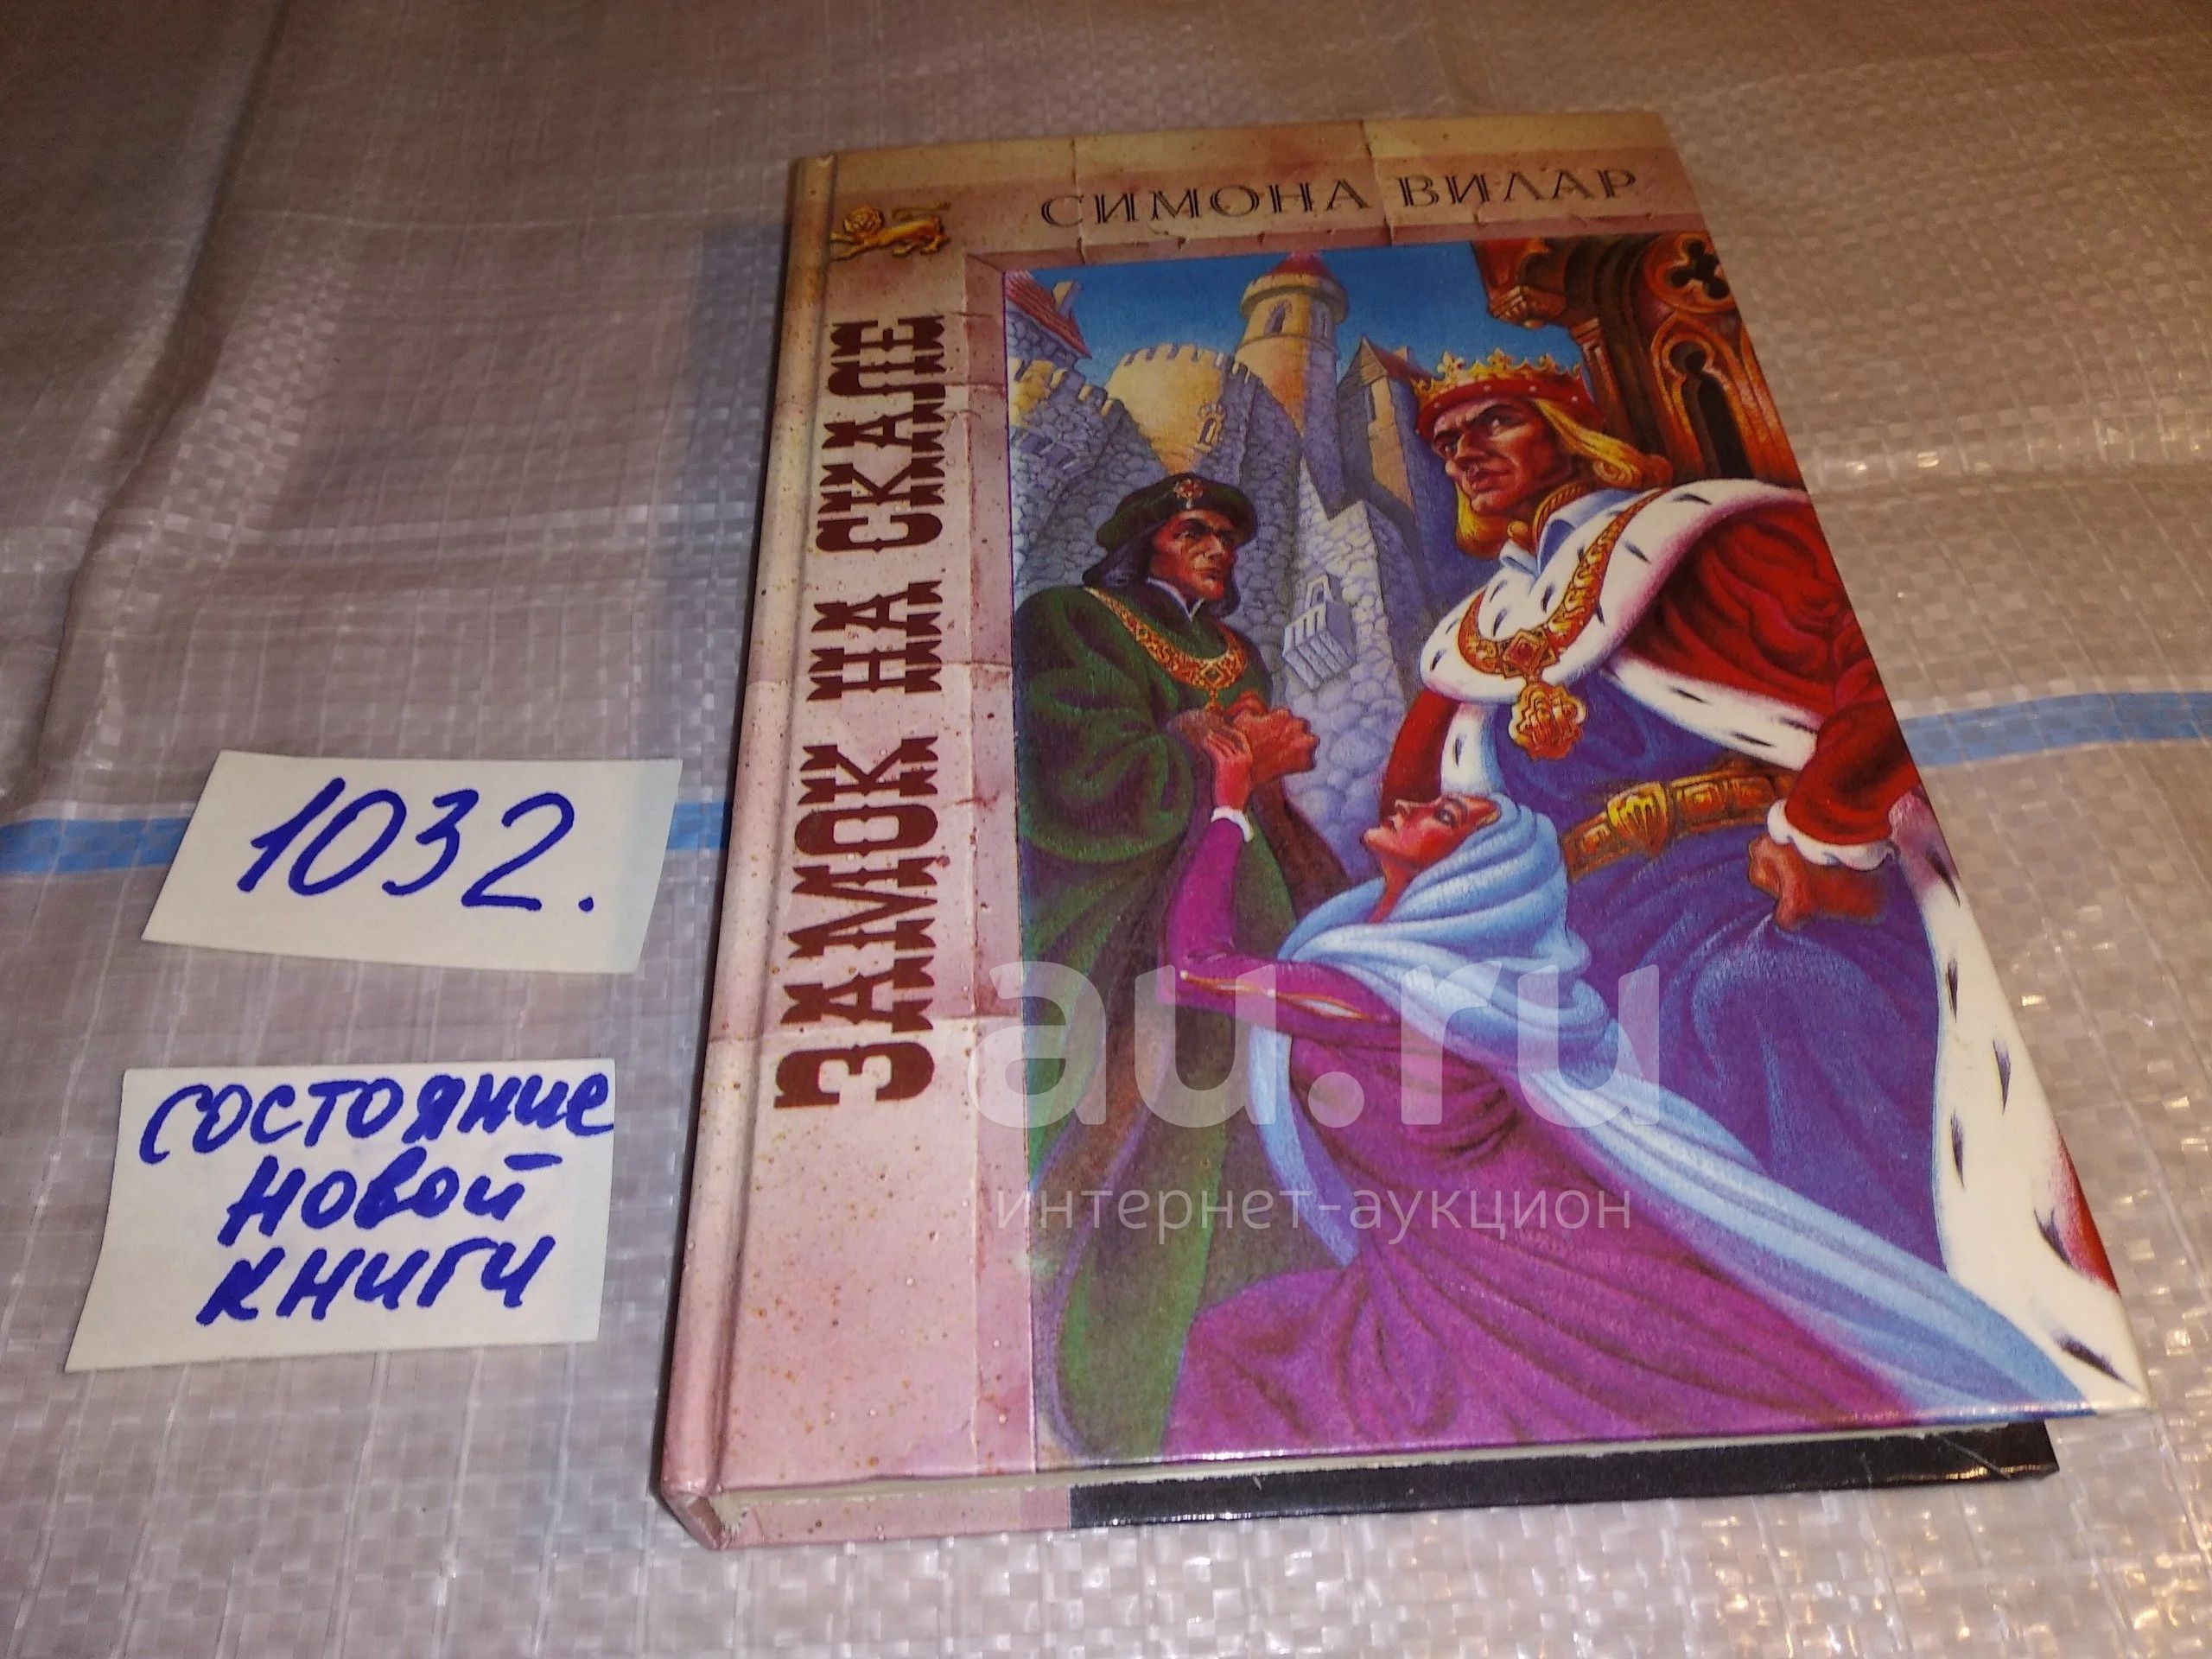 СИМОНА ВИЛАР
ЗАМОК НА СКАЛЕ
1032.
состояние
новой
книги
au.ru
интернет-аукцион